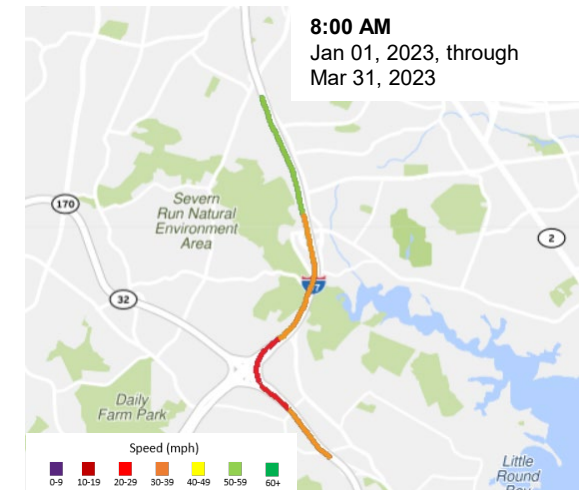 8:00 AM
Jan 01, 2023, through
Mar 31, 2023
170
Severn
Run Natural
Environment
Area
2
32
Daily
Farm Park
Little
Round
Speed (mph)
0-9 10-19 20-29 30-39 40-49 50-59 60+